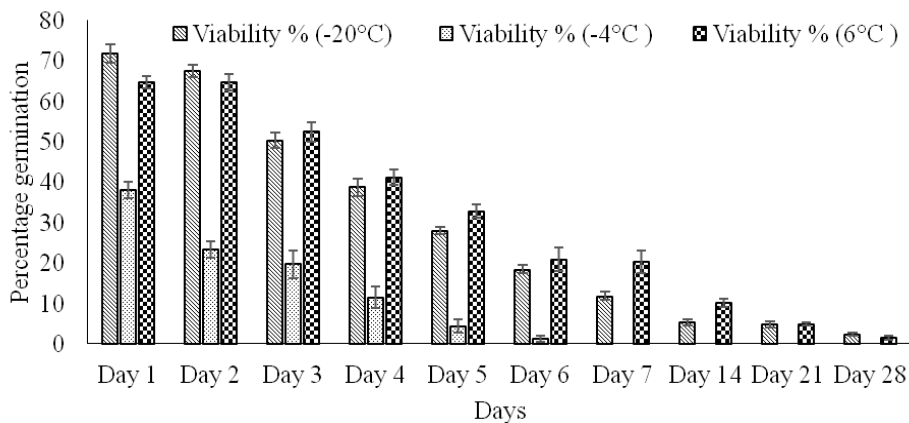 80
70
60
50
40
30
20
10
0
Percentage germination
Viability % (-20°C)
Viability % (-4°C )
Viability % (6°C )
Day 1 Day 2 Day 3 Day 4 Day 5 Day 6 Day 7 Day 14 Day 21 Day 28
Days